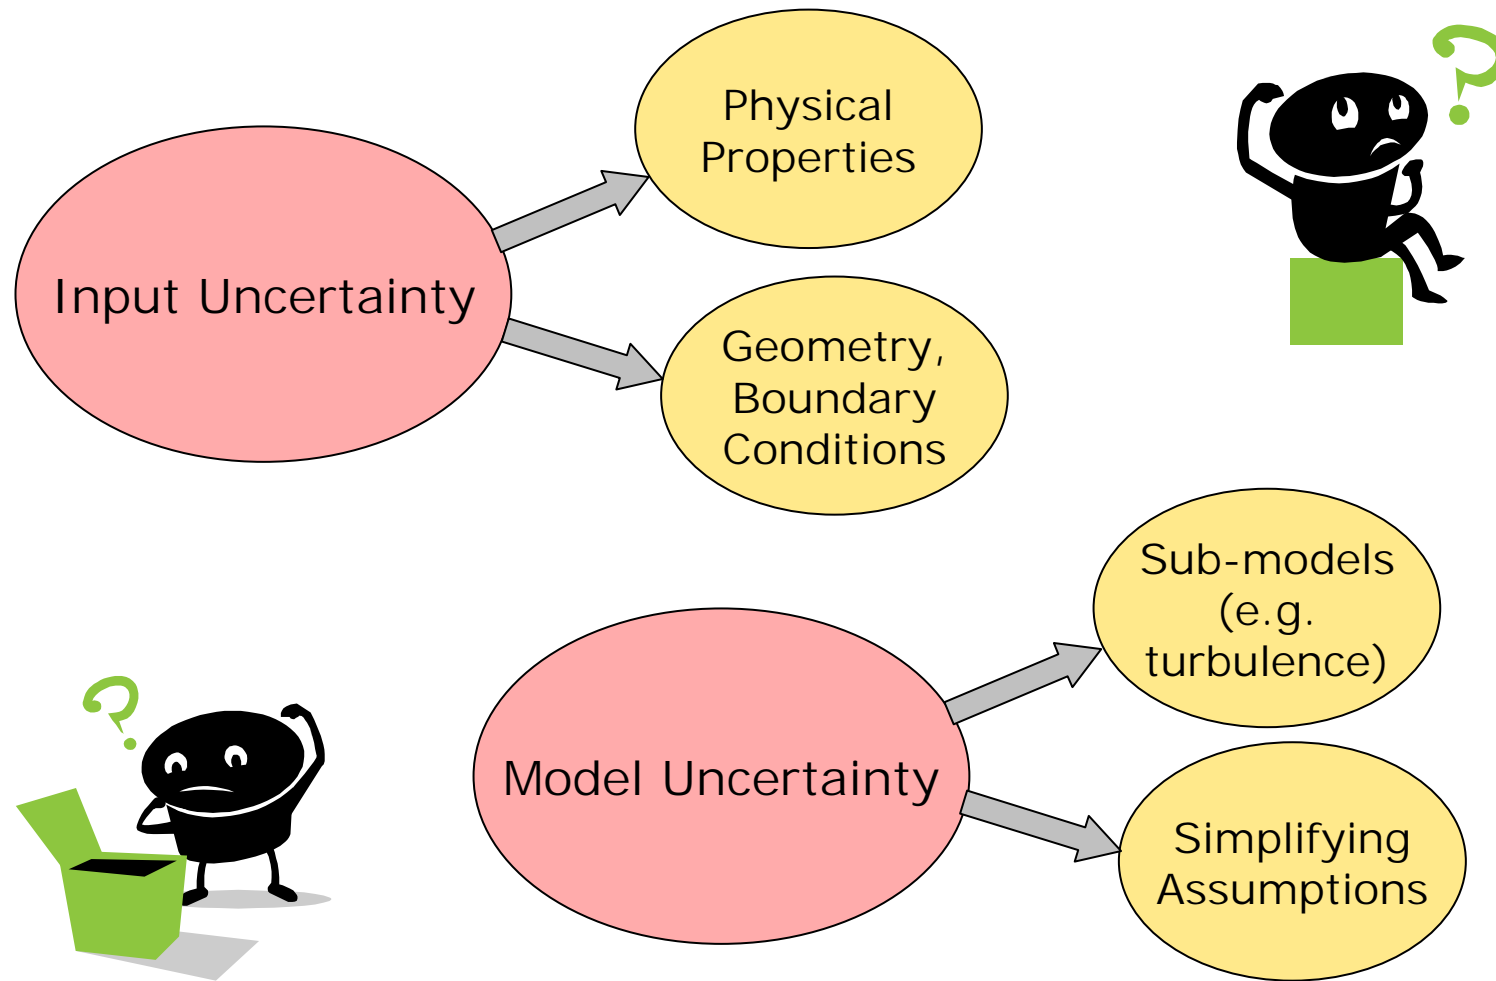 Physical
Properties
Input Uncertainty
Geometry,
Boundary
Conditions
Sub-models
(e.g.
turbulence)
Model Uncertainty
Simplifying
Assumptions
?
?